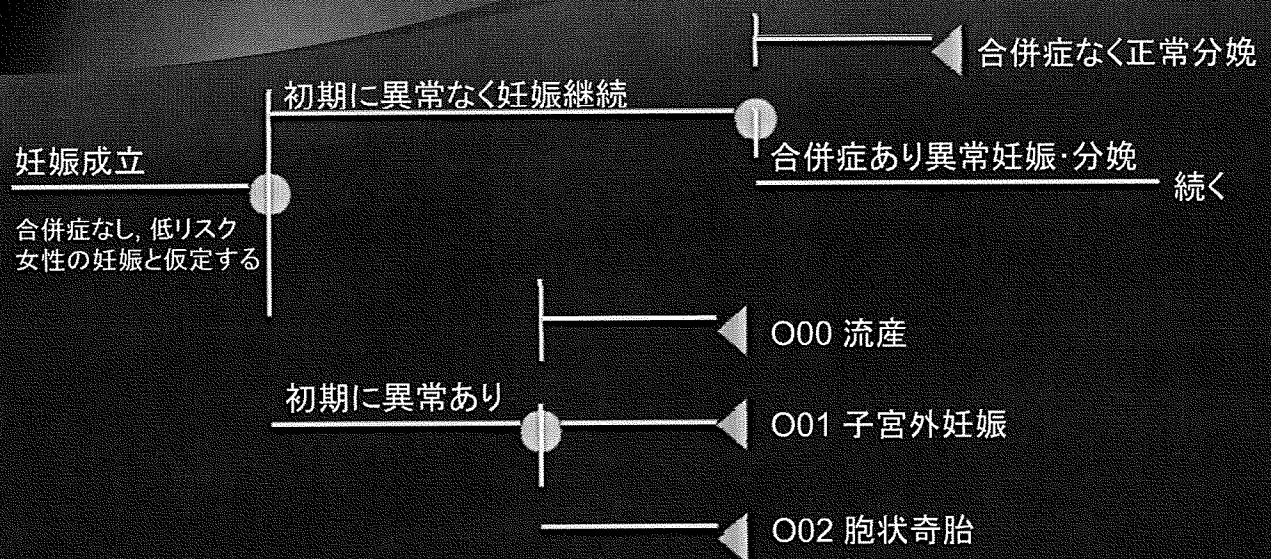 合併症なく正常分娩
初期に異常なく妊娠継続
妊娠成立
合併症あり異常妊娠・分娩
続く
合併症なし, 低リスク
女性の妊娠と仮定する
O00 流産
初期に異常あり
O01 子宮外妊娠
O02 胞状奇胎